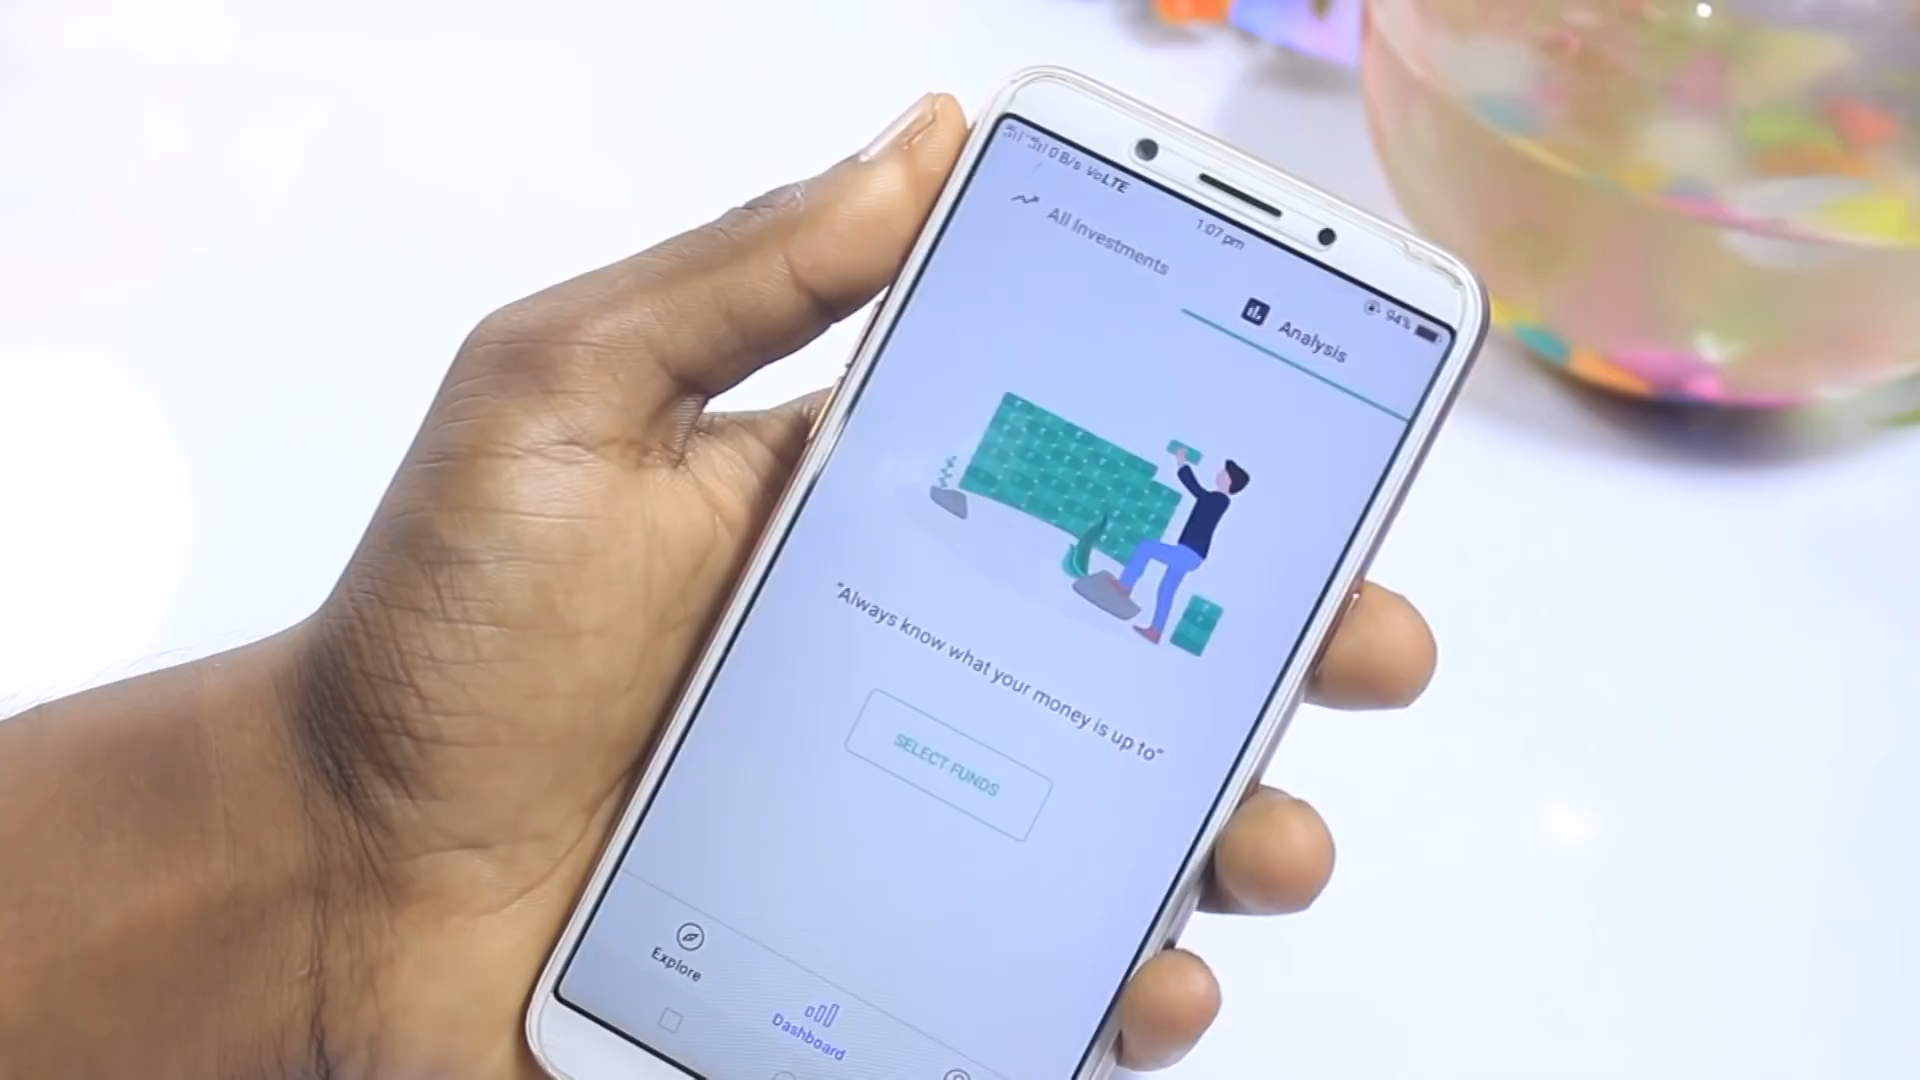 0 B/s VoLTE
1:07 pm
94%
All Investments
Analysis
"Always know what your money is up to"
SELECT FUNDS
Explore
Dashboard